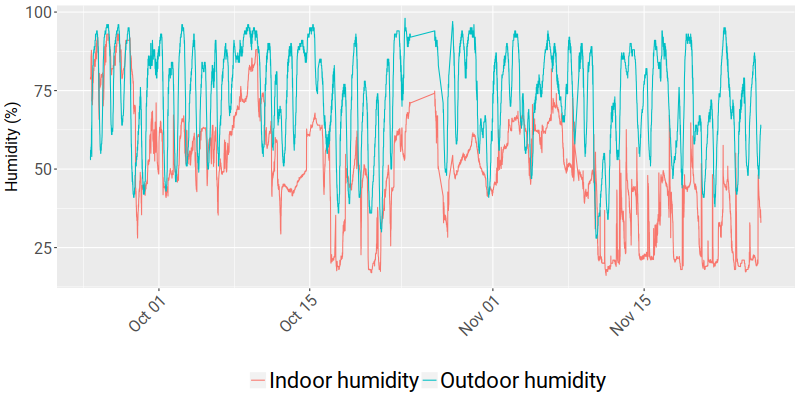 100
75
50
25
Humidity (%)
Oct 01
Oct 15
Nov 01
Nov 15
Indoor humidity
Outdoor humidity